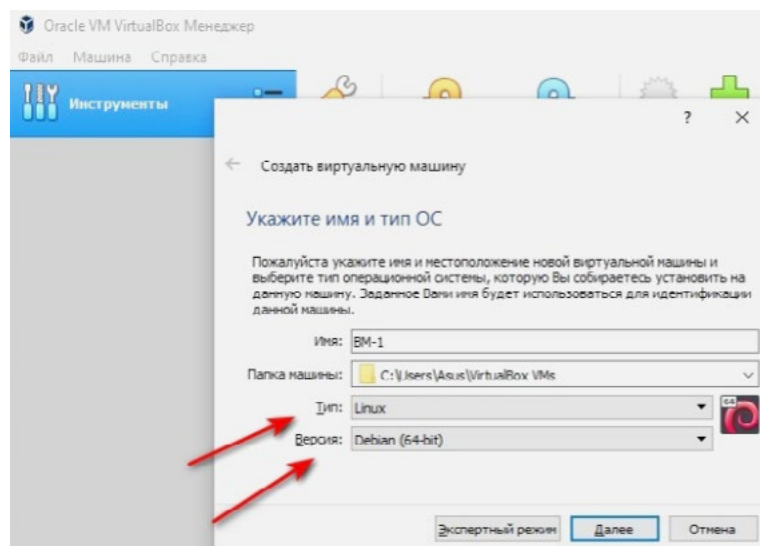 Oracle VM VirtualBox Менеджер
Файл Машина Справка
Инструменты
? ×
← Создать виртуальную машину
Укажите имя и тип ОС
Пожалуйста укажите имя и местоположение новой виртуальной машины и
выберите тип операционной системы, которую Вы собираетесь установить на
данную машину. Заданное Вами имя будет использоваться для идентификации
данной машины.
Имя: ВМ-1
Папка машины: C:\Users\Asus\VirtualBox VMs
Тип: Linux
64
Версия: Debian (64-bit)
Экспертный режим Далее Отмена